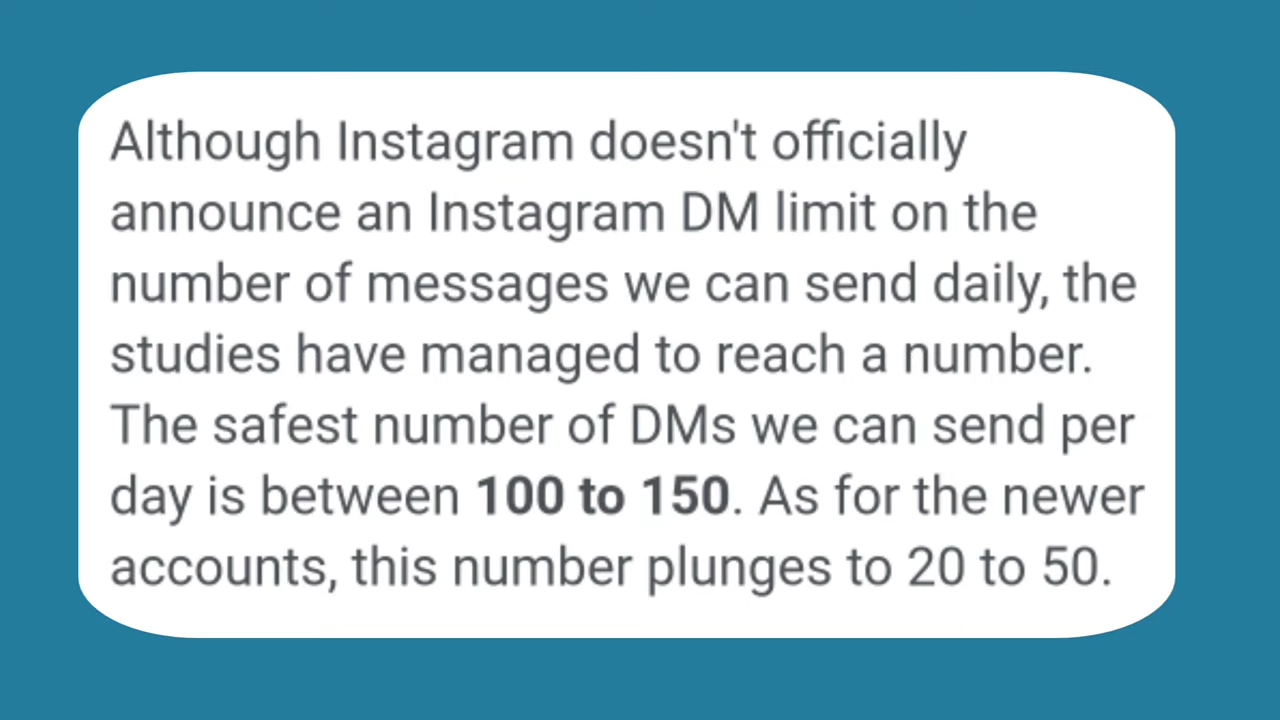 Although Instagram doesn't officially
announce an Instagram DM limit on the
number of messages we can send daily, the
studies have managed to reach a number.
The safest number of DMs we can send per
day is between 100 to 150. As for the newer
accounts, this number plunges to 20 to 50.